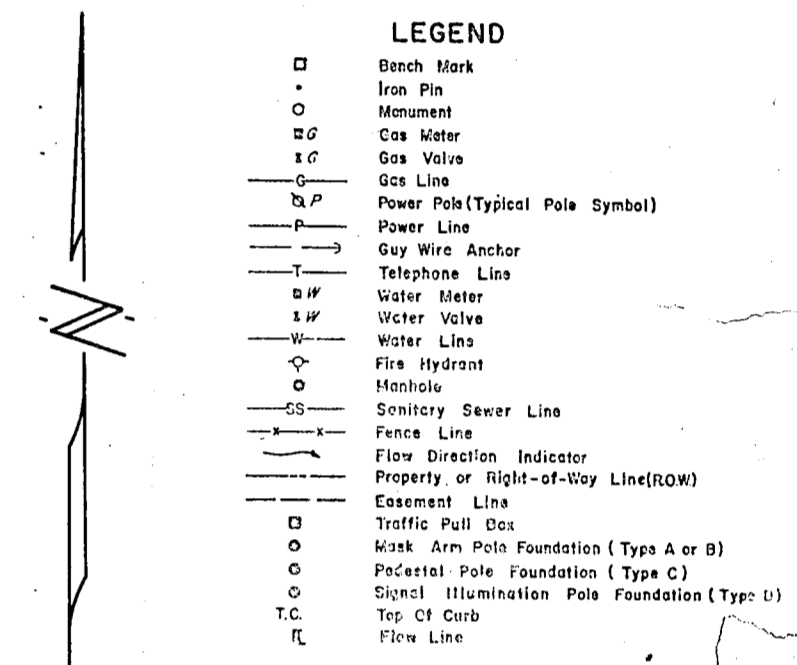 LEGEND
Bench Mark
Iron Pin
Monument
G Gas Meter
G Gas Valve
G Gas Line
P Power Pole (Typical Pole Symbol)
P Power Line
Guy Wire Anchor
T Telephone Line
W Water Meter
W Water Valve
W Water Line
Fire Hydrant
Manhole
SS Sanitary Sewer Line
x x Fence Line
Flow Direction Indicator
Property or Right-of-Way Line(R.O.W.)
Easement Line
Traffic Pull Box
Mask Arm Pole Foundation ( Type A or B )
Pedestal Pole Foundation ( Type C )
Signal Illumination Pole Foundation ( Type D )
T.C. Top Of Curb
FL Flow Line
Z